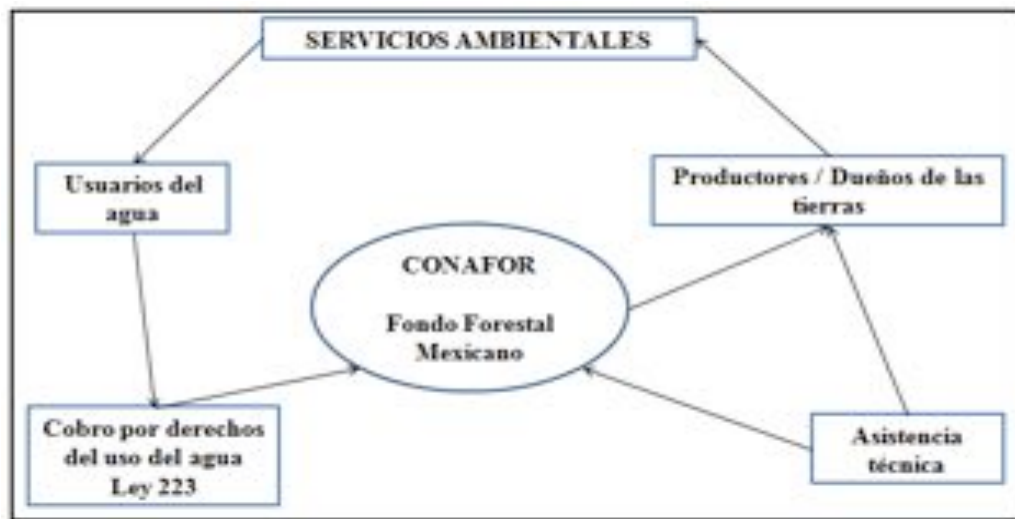 SERVICIOS AMBIENTALES
Usuarios del
agua
Productores / Dueños de las
tierras
CONAFOR
Fondo Forestal
Mexicano
Cobro por derechos
del uso del agua
Ley 223
Asistencia
técnica